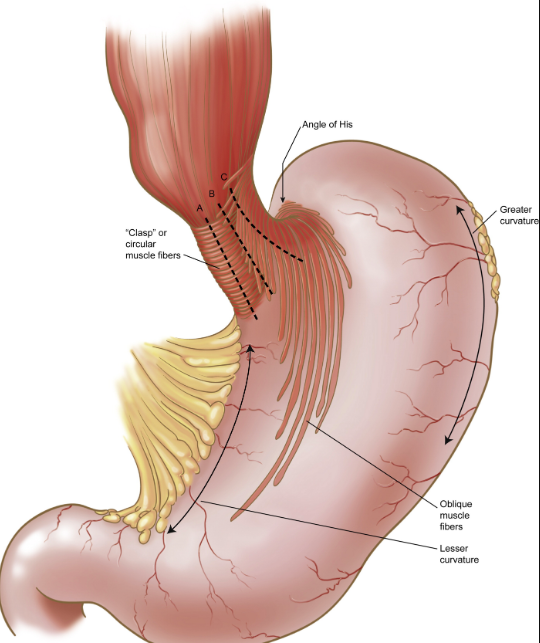 Angle of His
C
B
A
Greater
curvature
“Clasp” or
circular
muscle fibers
Oblique
muscle
fibers
Lesser
curvature